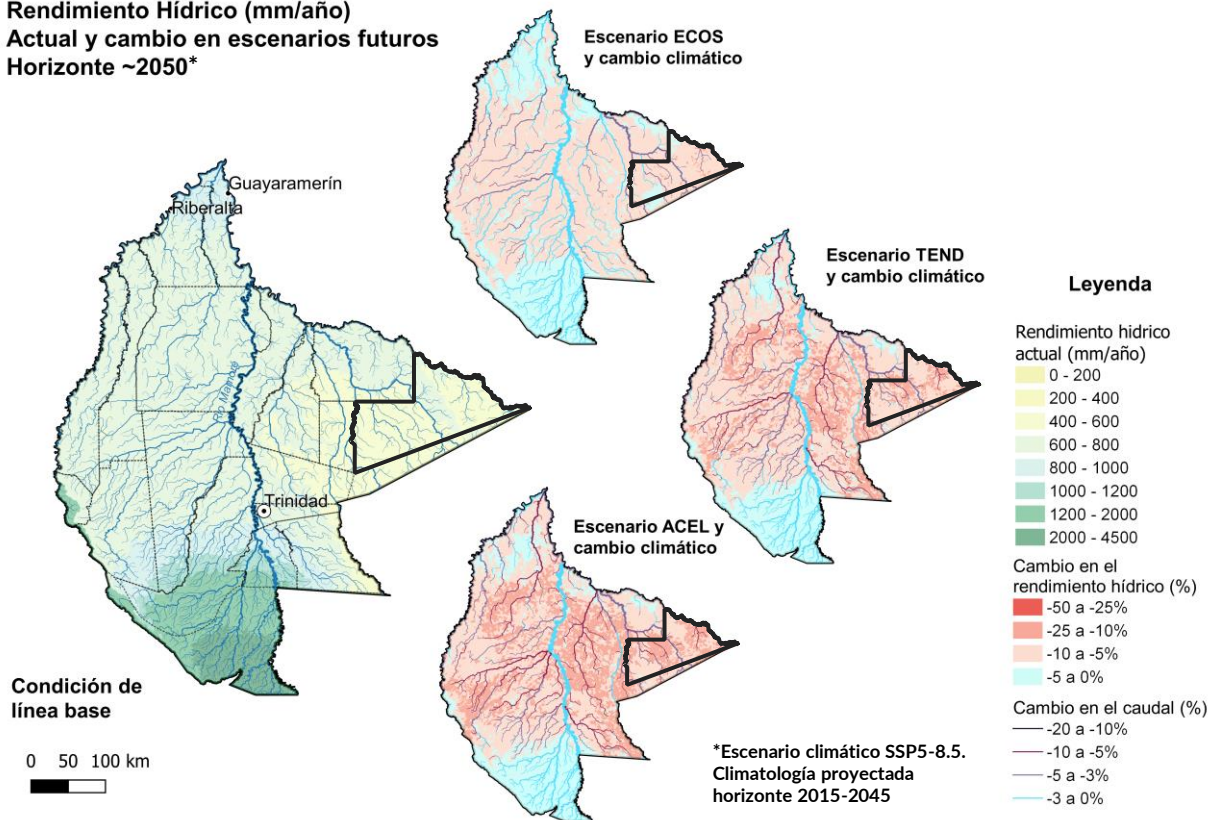 Rendimiento Hídrico (mm/año)
Actual y cambio en escenarios futuros
Horizonte ~2050*
Escenario ECOS
y cambio climático
Guayaramerín
Riberalta
Río Mamoré
Trinidad
Condición de
línea base
0 50 100 km
Escenario TEND
y cambio climático
Escenario ACEL y
cambio climático
*Escenario climático SSP5-8.5.
Climatología proyectada
horizonte 2015-2045
Leyenda
Rendimiento hidrico
actual (mm/año)
0 - 200
200 - 400
400 - 600
600 - 800
800 - 1000
1000 - 1200
1200 - 2000
2000 - 4500
Cambio en el
rendimiento hídrico (%)
-50 a -25%
-25 a -10%
-10 a -5%
-5 a 0%
Cambio en el caudal (%)
-20 a -10%
-10 a -5%
-5 a -3%
-3 a 0%